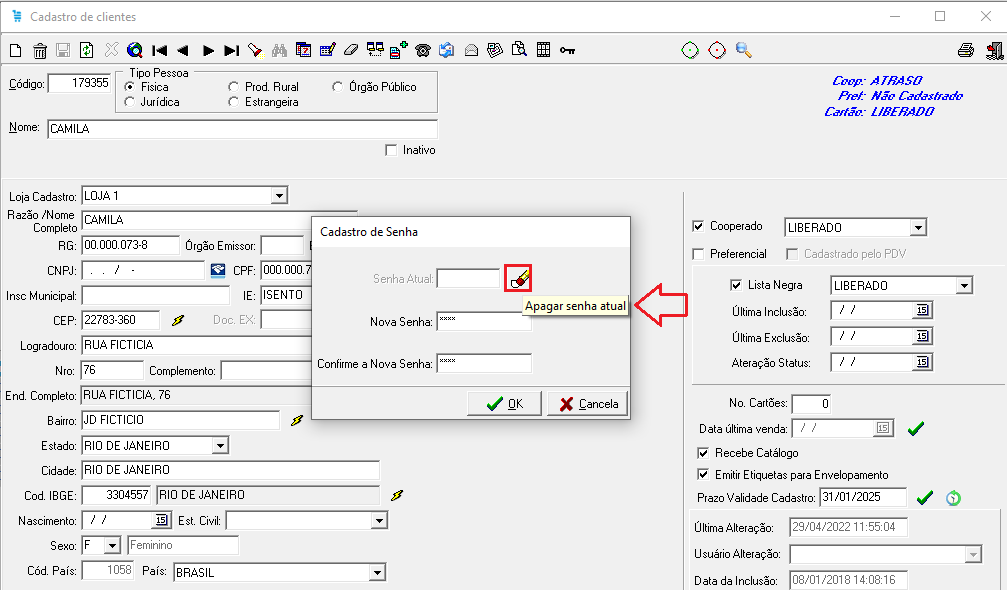 Cadastro de clientes
Código: 179355
Tipo Pessoa
Fisica
Prod. Rural
Órgão Público
Jurídica
Estrangeira
Coop: ATRASO
Pref: Não Cadastrado
Cartão: LIBERADO
Nome: CAMILA
Inativo
Loja Cadastro: LOJA 1
Razão /Nome
Completo CAMILA
RG: 00.000.073-8 Órgão Emissor:
CNPJ: . . / - CPF: 000.000.7
Insc Municipal: IE: ISENTO
CEP: 22783-360 Doc. EX:
Logradouro: RUA FICTICIA
Nro: 76 Complemento:
End. Completo: RUA FICTICIA, 76
Bairro: JD FICTICIO
Estado: RIO DE JANEIRO
Cidade: RIO DE JANEIRO
Cod. IBGE: 3304557 RIO DE JANEIRO
Nascimento: / / 15 Est. Civil:
Sexo: F Feminino
Cód. País: 1058 País: BRASIL
Cadastro de Senha
Senha Atual:
Apagar senha atual
Nova Senha: ****
Confirme a Nova Senha: ****
OK
Cancela
Cooperado LIBERADO
Preferencial Cadastrado pelo PDV
Lista Negra LIBERADO
Última Inclusão: / / 15
Última Exclusão: / / 15
Ateração Status: / / 15
No. Cartões: 0
Data última venda: / / 15
Recebe Catálogo
Emitir Etiquetas para Envelopamento
Prazo Validade Cadastro: 31/01/2025
Última Alteração: 29/04/2022 11:55:04
Usuário Alteração:
Data da Inclusão: 08/01/2018 14:08:16